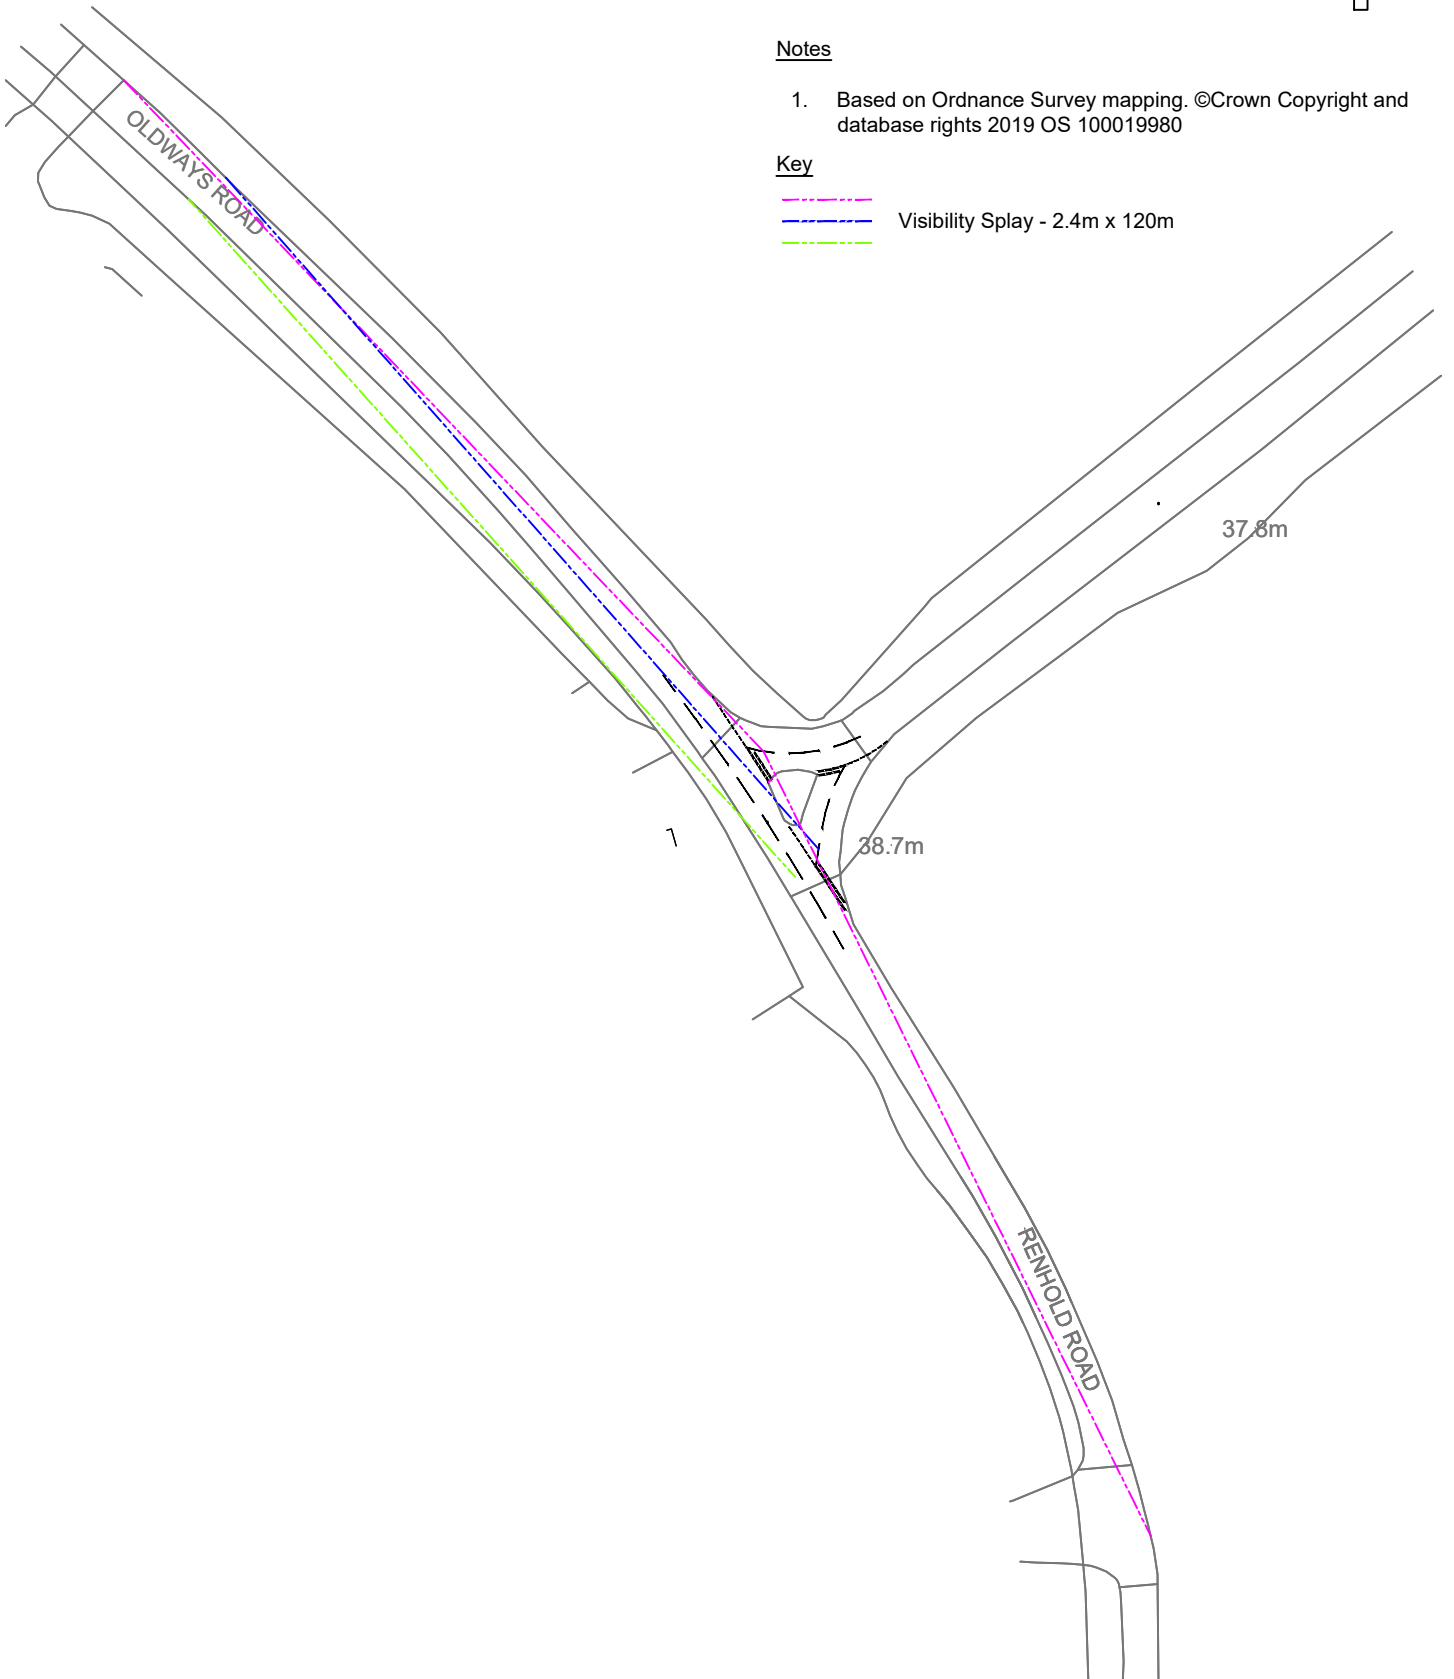 Notes
1. Based on Ordnance Survey mapping. ©Crown Copyright and
database rights 2019 OS 100019980
Key
Visibility Splay - 2.4m x 120m
OLDWAYS ROAD
37.8m
38.7m
RENHOLD ROAD